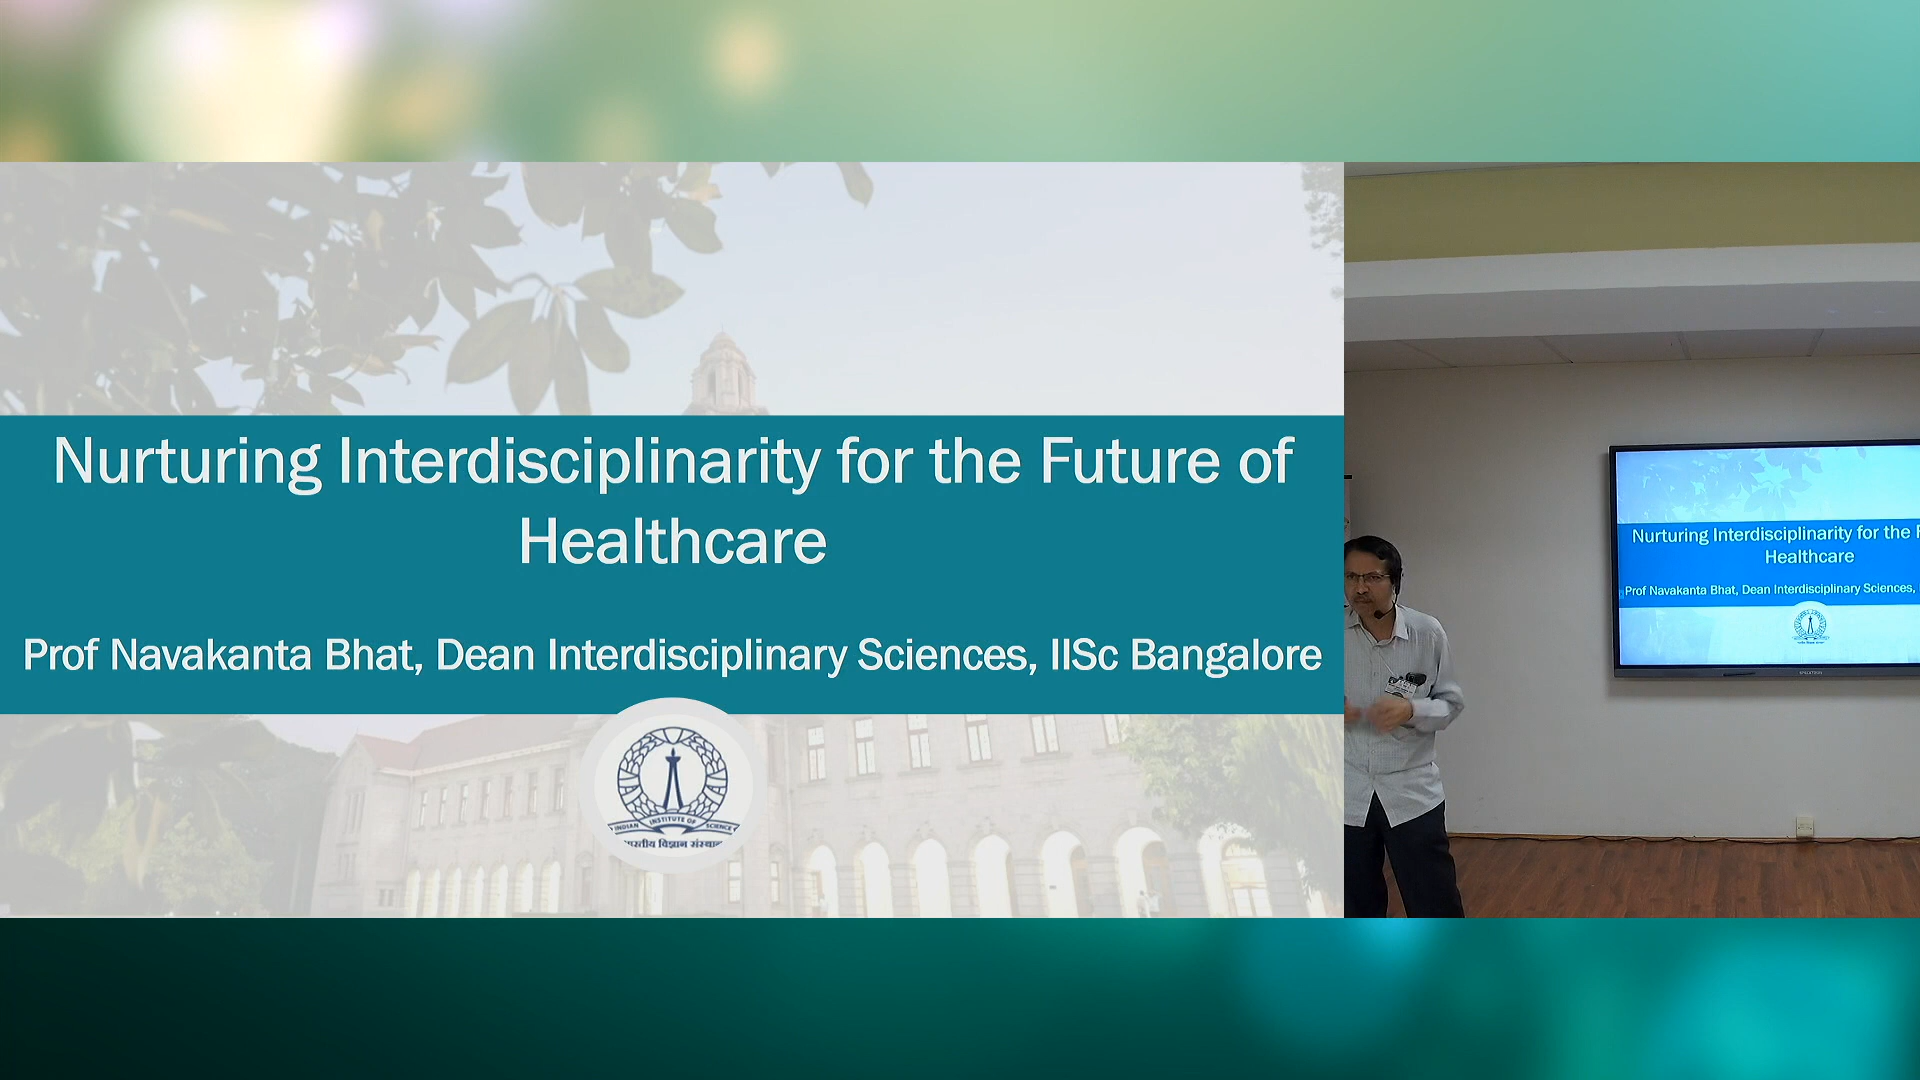 Nurturing Interdisciplinarity for the Future of
Healthcare
Prof Navakanta Bhat, Dean Interdisciplinary Sciences, IISc Bangalore
INDIAN INSTITUTE OF SCIENCE
भारतीय विज्ञान संस्थान
Nurturing Interdisciplinarity for the F
Healthcare
Prof Navakanta Bhat, Dean Interdisciplinary Sciences,